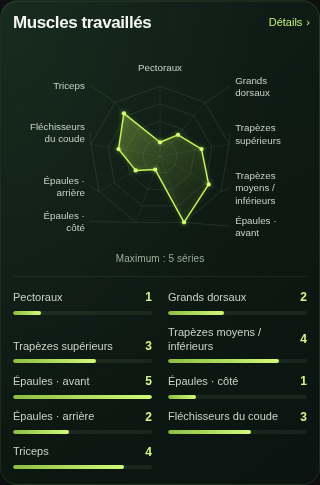 Muscles travaillés
Détails ›
Pectoraux
Triceps
Grands
dorsaux
Fléchisseurs
du coude
Trapèzes
supérieurs
Épaules ·
arrière
Trapèzes
moyens /
inférieurs
Épaules ·
côté
Épaules ·
avant
Maximum : 5 séries
Pectoraux 1
Grands dorsaux 2
Trapèzes supérieurs 3
Trapèzes moyens /
inférieurs 4
Épaules · avant 5
Épaules · côté 1
Épaules · arrière 2
Fléchisseurs du coude 3
Triceps 4